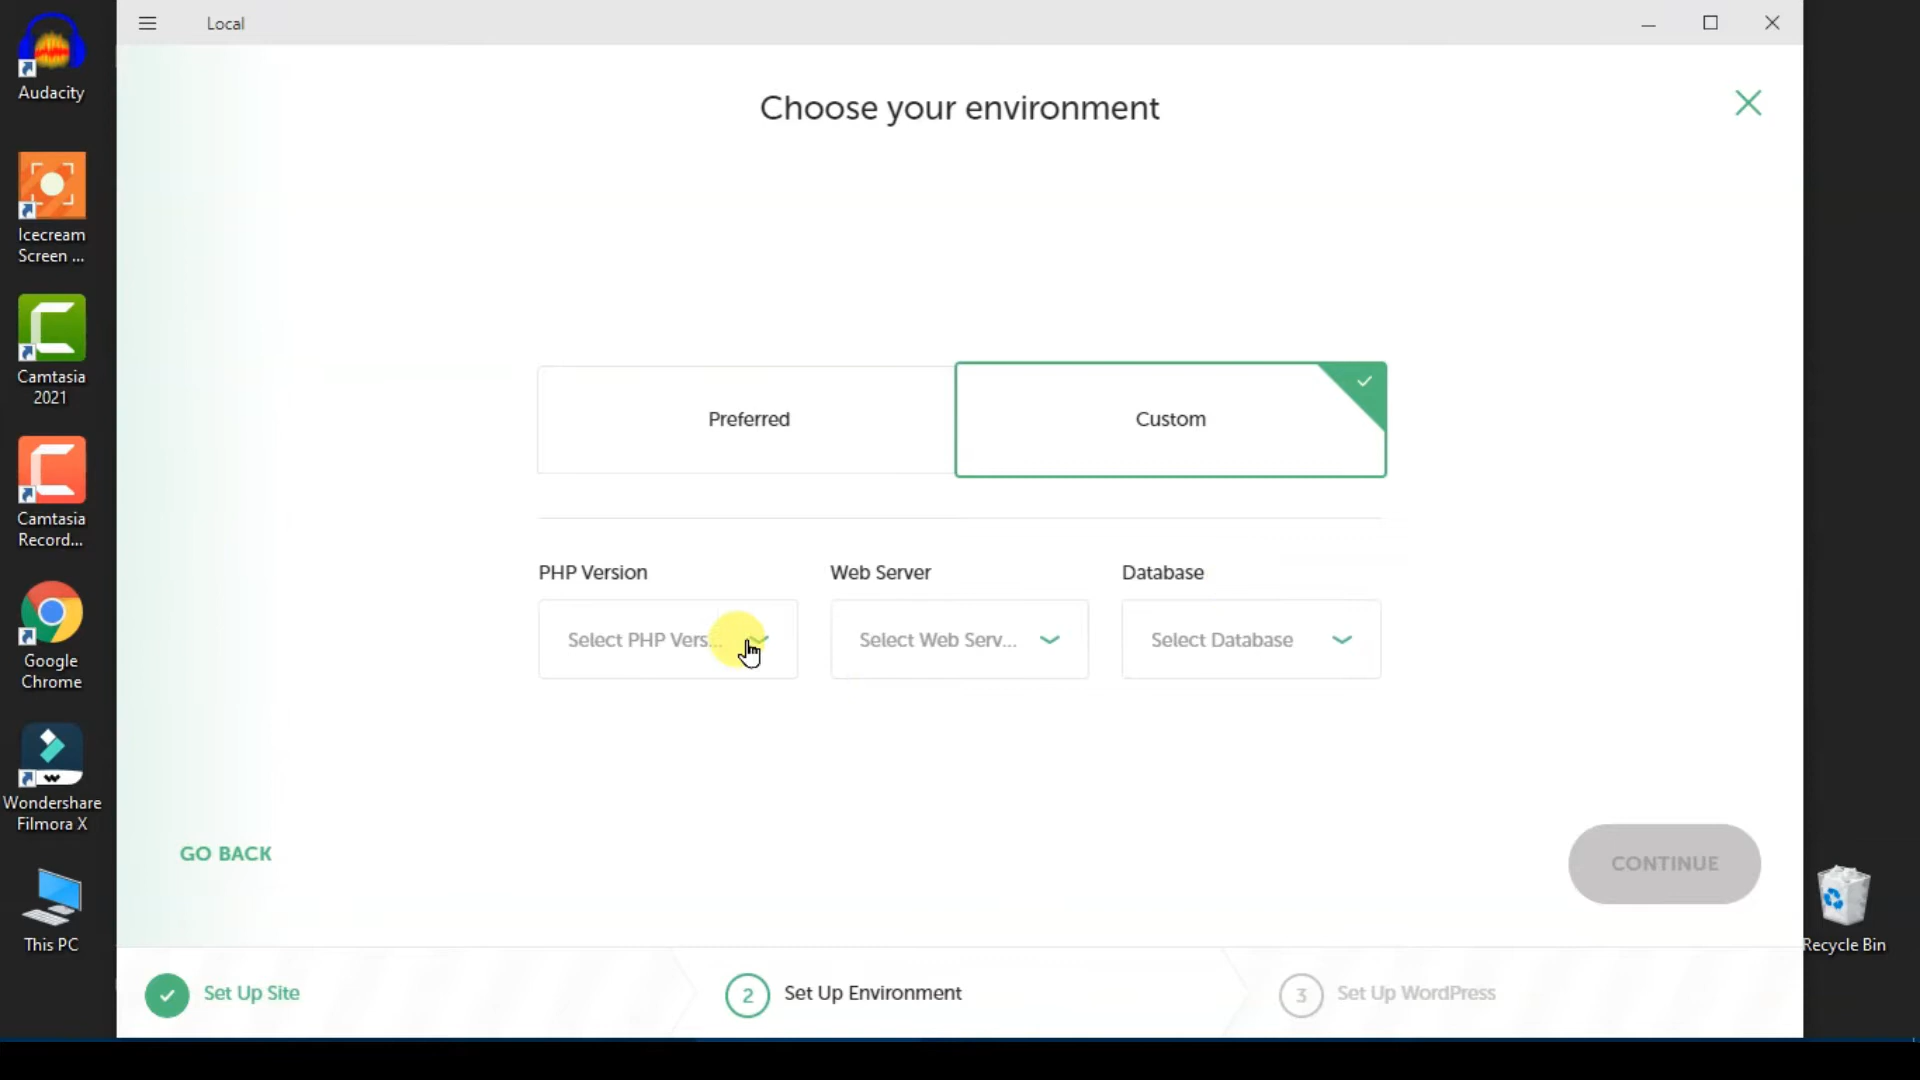 Local
Audacity
Icecream
Screen ...
Camtasia
2021
Camtasia
Record...
Google
Chrome
Wondershare
Filmora X
This PC
Choose your environment
Preferred
Custom
PHP Version
Web Server
Database
Select PHP Vers...
Select Web Serv...
Select Database
GO BACK
CONTINUE
Recycle Bin
Set Up Site
2
Set Up Environment
3
Set Up WordPress